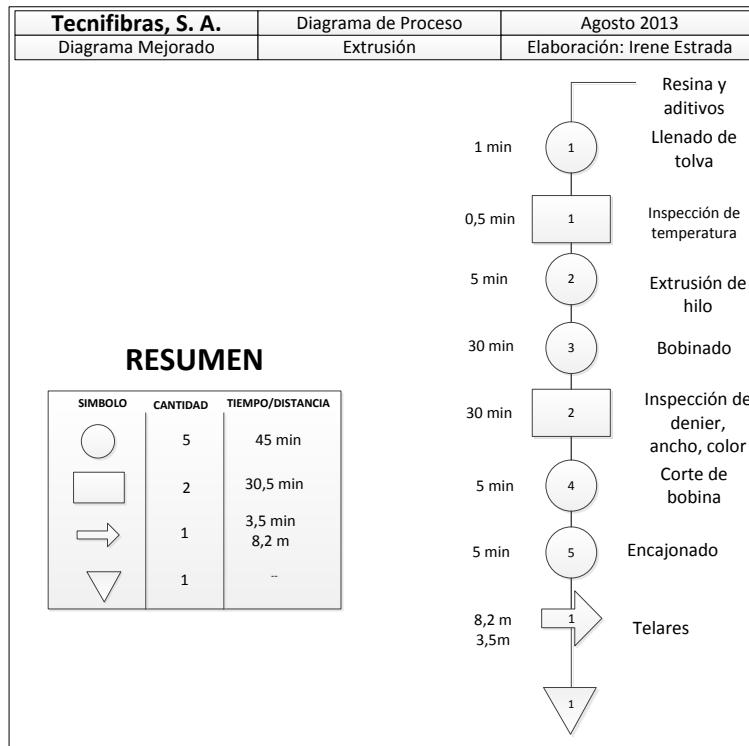 Tecnifibras, S. A.
Diagrama de Proceso
Agosto 2013
Diagrama Mejorado
Extrusión
Elaboración: Irene Estrada
Resina y
aditivos
1 min
1
Llenado de
tolva
0,5 min
1
Inspección de
temperatura
5 min
2
Extrusión de
hilo
30 min
3
Bobinado
30 min
2
Inspección de
denier,
ancho, color
5 min
4
Corte de
bobina
5 min
5
Encajonado
8,2 m
3,5m
1
Telares
1
RESUMEN
SIMBOLO
CANTIDAD
TIEMPO/DISTANCIA
5
45 min
2
30,5 min
1
3,5 min
8,2 m
1
--